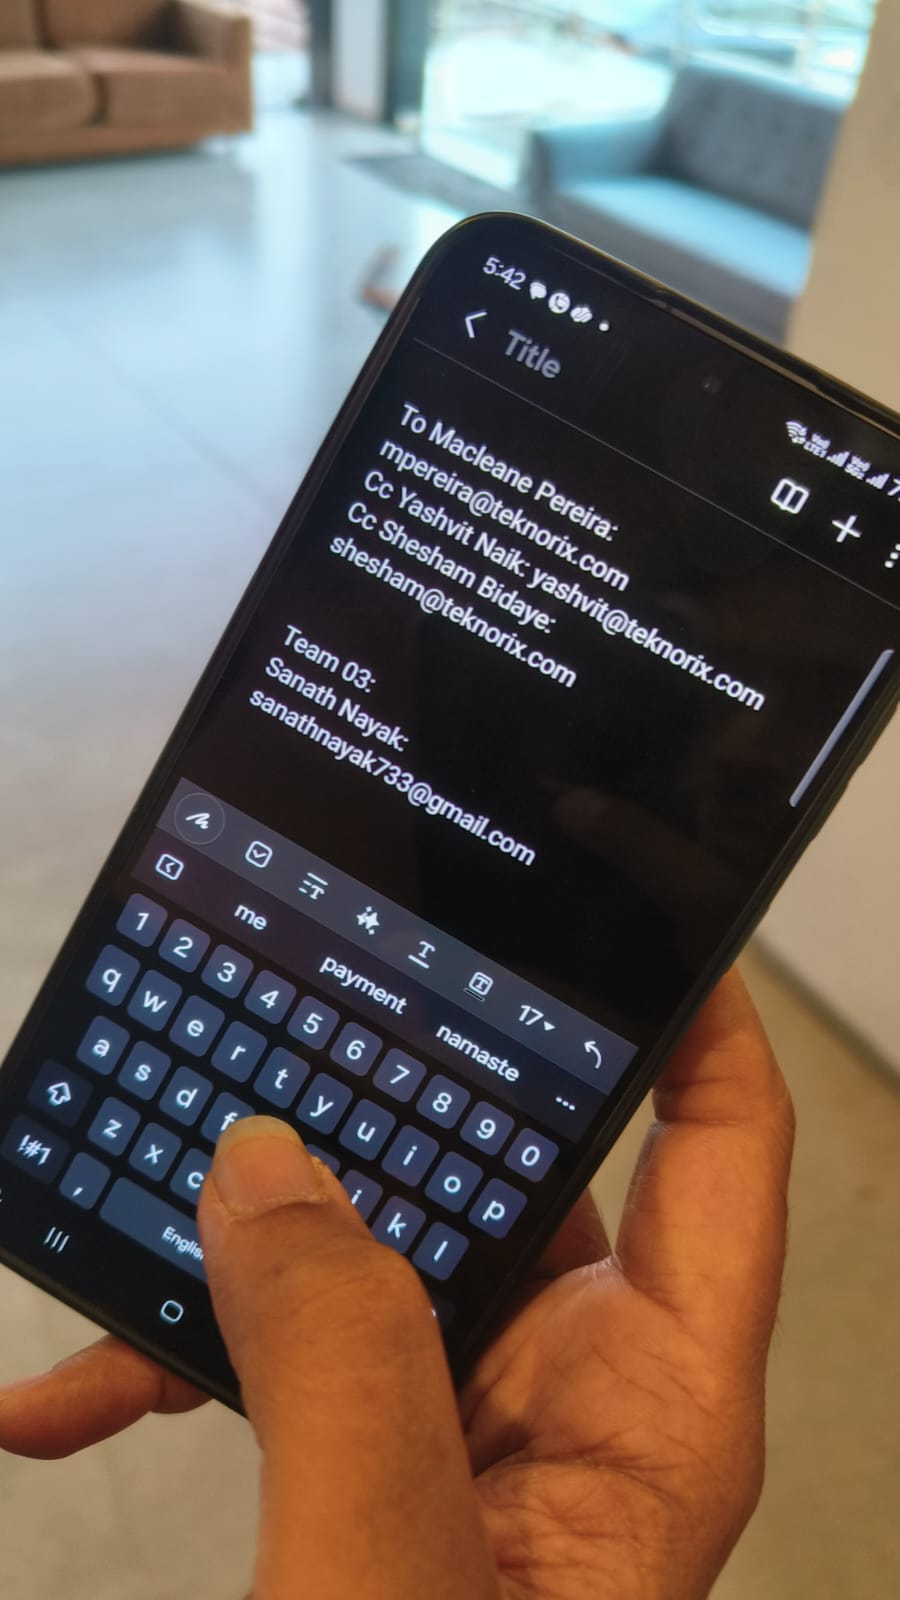 5:42
Title
To Macleane Pereira:
mpereira@teknorix.com
Cc Yashvit Naik: yashvit@teknorix.com
Cc Shesham Bidaye:
shesham@teknorix.com
Team 03:
Sanath Nayak:
sanathnayak733@gmail.com
17
me payment namaste
1 2 3 4 5 6 7 8 9 0
q w e r t y u i o p
a s d f j k l
z x c
!#1 ,